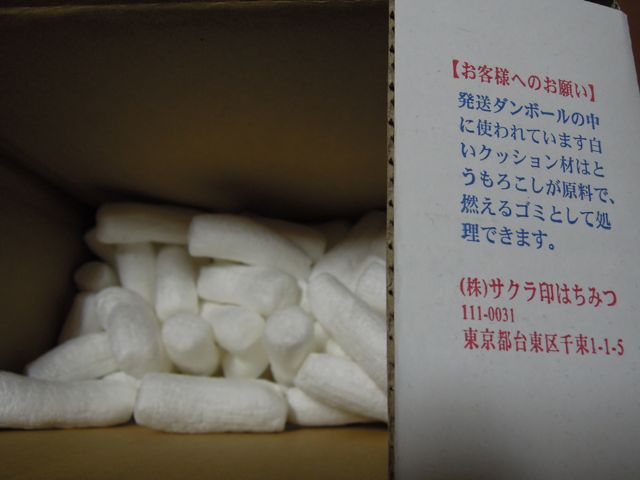 【お客様へのお願い】
発送ダンボールの中
に使われています白
いクッション材はと
うもろこしが原料で、
燃えるゴミとして処
理できます。
(株)サクラ印はちみつ
111-0031
東京都台東区千束1-1-5